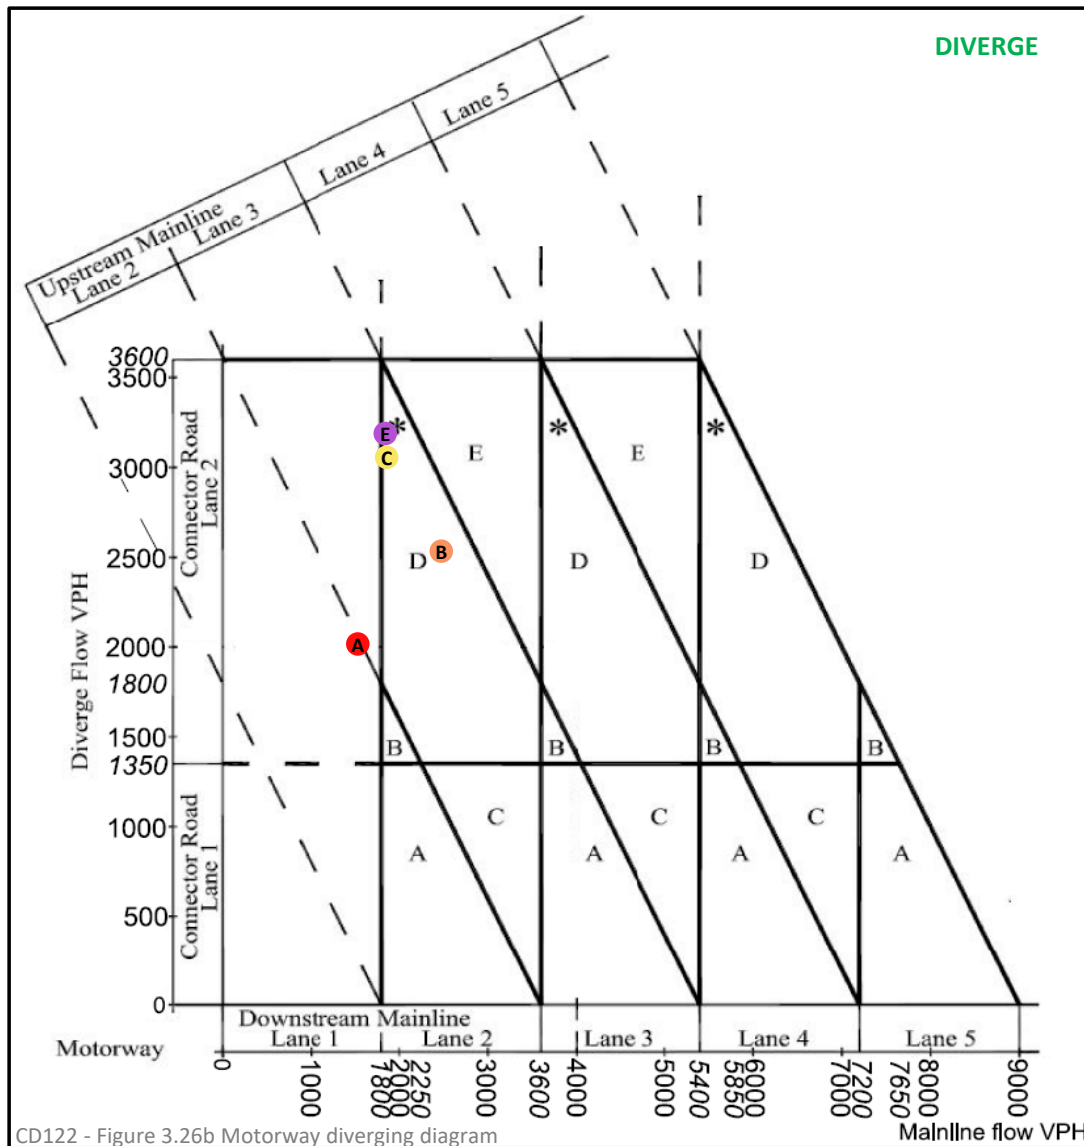 DIVERGE
Upstream Mainline
Lane 2
Lane 3
Lane 4
Lane 5
3600
3500
3000
2500
2000
1800
1500
1350
1000
500
0
Diverge Flow VPH
Connector Road
Lane 2
Connector Road
Lane 1
*
*
*
E
E
E
C
D
B
D
D
A
B
B
B
B
C
C
C
A
A
A
A
Downstream Mainline
Motorway
Lane 1
Lane 2
Lane 3
Lane 4
Lane 5
0
1000
1800
2000
2250
3000
3600
4000
5000
5400
5850
6000
7000
7200
7650
8000
9000
CD122 - Figure 3.26b Motorway diverging diagram
Mainline flow VPH